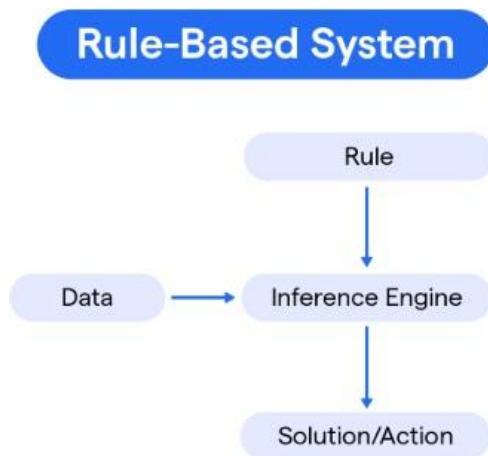 Rule-Based System
Rule
Data
Inference Engine
Solution/Action